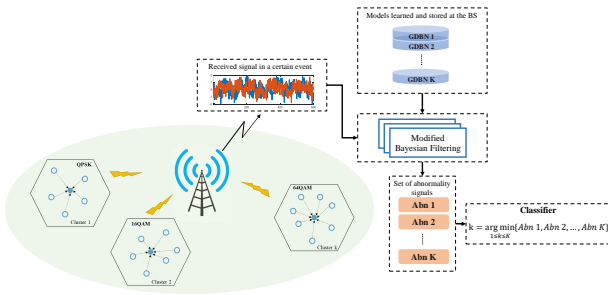 Models learned and stored at the BS
GDBN 1
GDBN 2
GDBN K
Received signal in a certain event
Modified
Bayesian Filtering
QPSK
Cluster 1
16QAM
Cluster 2
64QAM
Cluster k
Set of abnormality
signals
Abn 1
Abn 2
Abn K
Classifier
k = arg min[Abn 1, Abn 2, ..., Abn K]
1≤k≤K